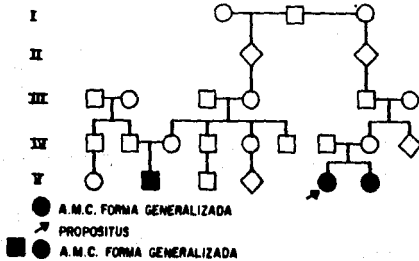 I
II
III
IV
V
A.M.C. FORMA GENERALIZADA
PROPOSITUS
A.M.C. FORMA GENERALIZADA